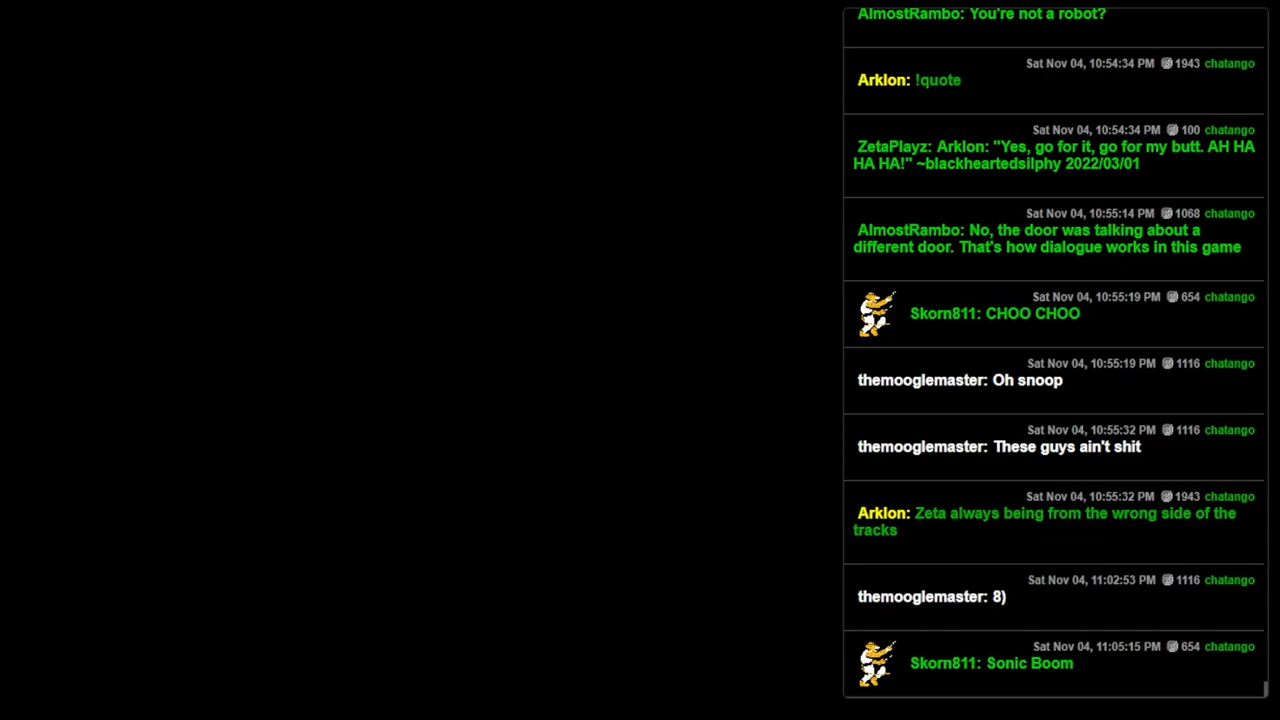 AlmostRambo: You're not a robot?
Sat Nov 04, 10:54:34 PM 1943 chatango
Arklon: !quote
Sat Nov 04, 10:54:34 PM 100 chatango
ZetaPlayz: Arklon: "Yes, go for it, go for my butt. AH HA
HA HA!" ~blackheartedsilphy 2022/03/01
Sat Nov 04, 10:55:14 PM 1068 chatango
AlmostRambo: No, the door was talking about a
different door. That's how dialogue works in this game
Sat Nov 04, 10:55:19 PM 654 chatango
Skorn811: CHOO CHOO
Sat Nov 04, 10:55:19 PM 1116 chatango
themooglemaster: Oh snoop
Sat Nov 04, 10:55:32 PM 1116 chatango
themooglemaster: These guys ain't shit
Sat Nov 04, 10:55:32 PM 1943 chatango
Arklon: Zeta always being from the wrong side of the
tracks
Sat Nov 04, 11:02:53 PM 1116 chatango
themooglemaster: 8)
Sat Nov 04, 11:05:15 PM 654 chatango
Skorn811: Sonic Boom